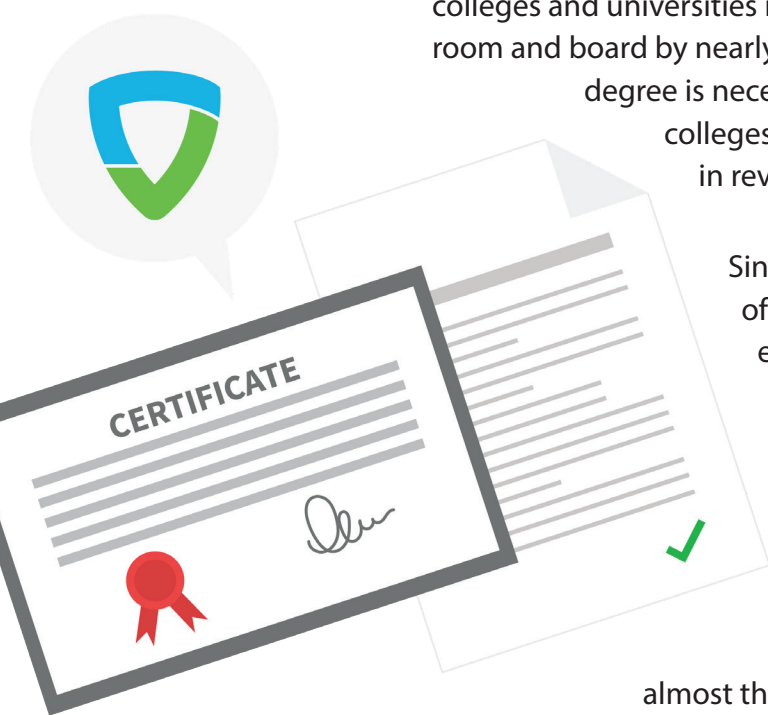 colleges and universities
room and board by nearly
degree is nece
colleges
in rev
Sin
of
e
CERTIFICATE
almost th